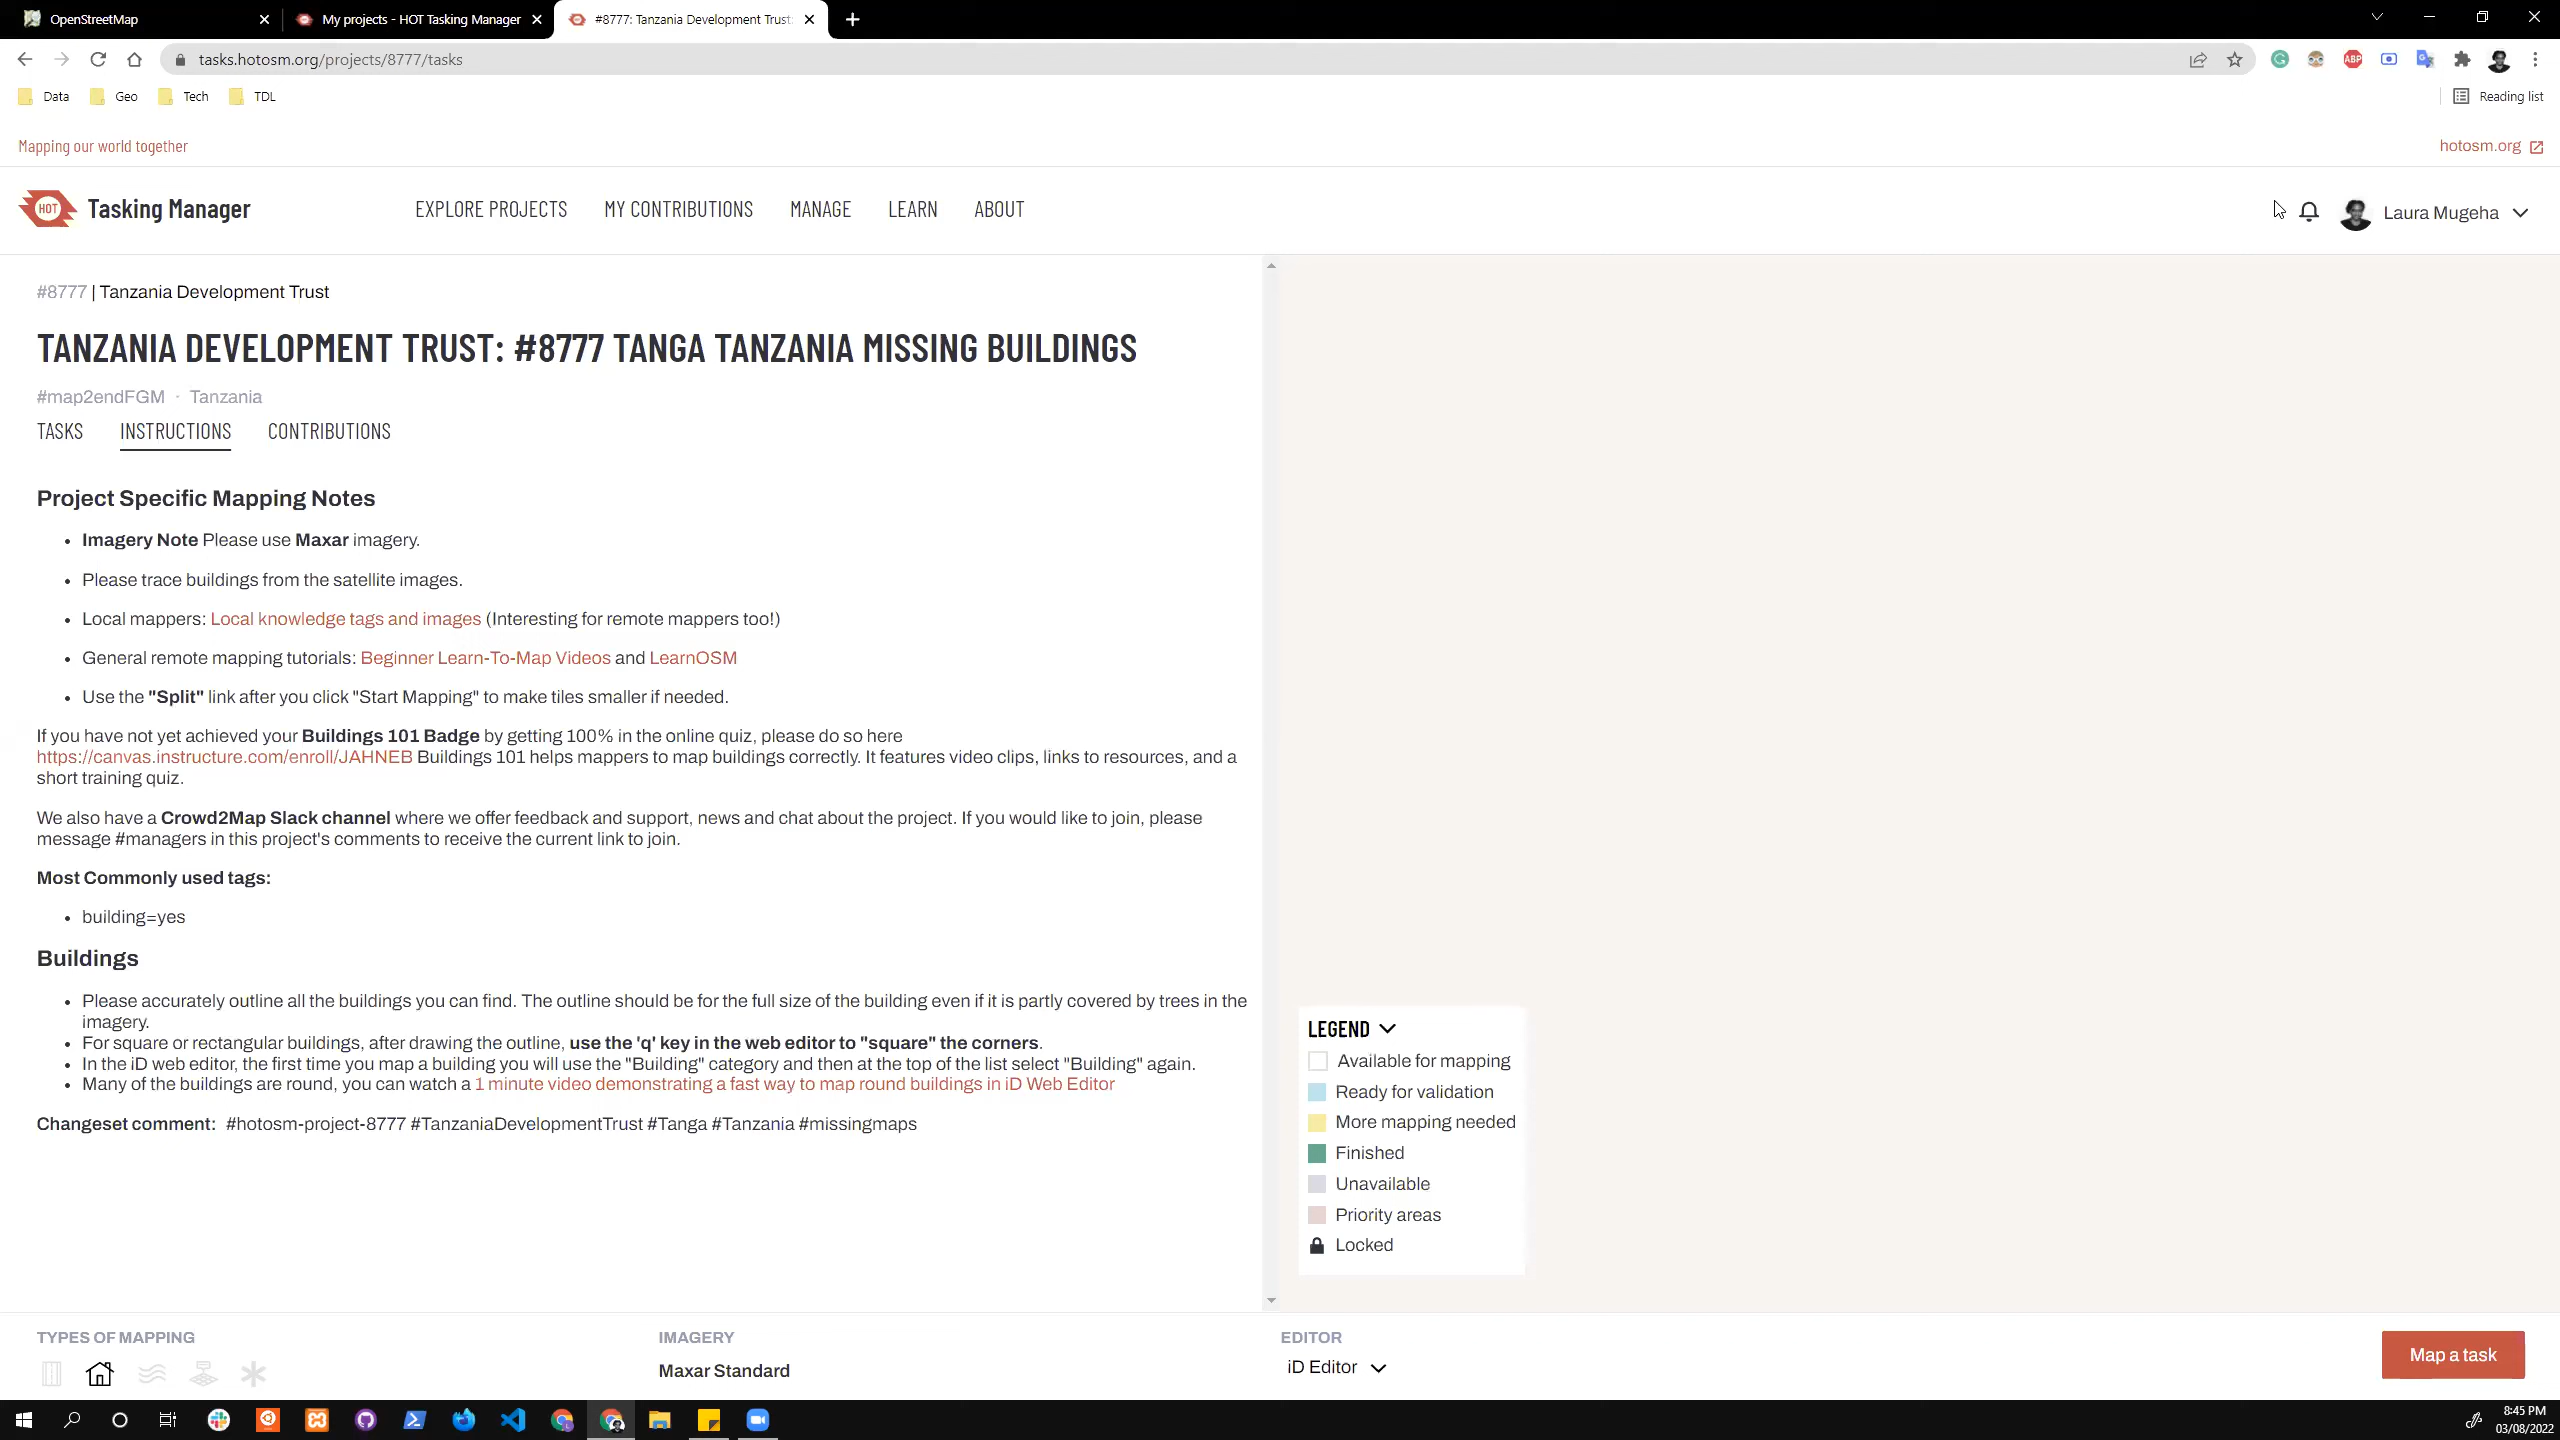 OpenStreetMap
My projects - HOT Tasking Manager
#8777: Tanzania Development Trust
tasks.hotosm.org/projects/8777/tasks
ABP
Data
Geo
Tech
TDL
Reading list
Mapping our world together
hotosm.org
HOT
Tasking Manager
EXPLORE PROJECTS
MY CONTRIBUTIONS
MANAGE
LEARN
ABOUT
Laura Mugeha
#8777 | Tanzania Development Trust
TANZANIA DEVELOPMENT TRUST: #8777 TANGA TANZANIA MISSING BUILDINGS
#map2endFGM · Tanzania
TASKS
INSTRUCTIONS
CONTRIBUTIONS
Project Specific Mapping Notes
• Imagery Note Please use Maxar imagery.
• Please trace buildings from the satellite images.
• Local mappers: Local knowledge tags and images (Interesting for remote mappers too!)
• General remote mapping tutorials: Beginner Learn-To-Map Videos and LearnOSM
• Use the "Split" link after you click "Start Mapping" to make tiles smaller if needed.
If you have not yet achieved your Buildings 101 Badge by getting 100% in the online quiz, please do so here
https://canvas.instructure.com/enroll/JAHNEB Buildings 101 helps mappers to map buildings correctly. It features video clips, links to resources, and a
short training quiz.
We also have a Crowd2Map Slack channel where we offer feedback and support, news and chat about the project. If you would like to join, please
message #managers in this project's comments to receive the current link to join.
Most Commonly used tags:
• building=yes
Buildings
• Please accurately outline all the buildings you can find. The outline should be for the full size of the building even if it is partly covered by trees in the
imagery.
• For square or rectangular buildings, after drawing the outline, use the 'q' key in the web editor to "square" the corners.
• In the iD web editor, the first time you map a building you will use the "Building" category and then at the top of the list select "Building" again.
• Many of the buildings are round, you can watch a 1 minute video demonstrating a fast way to map round buildings in iD Web Editor
Changeset comment: #hotosm-project-8777 #TanzaniaDevelopmentTrust #Tanga #Tanzania #missingmaps
LEGEND
Available for mapping
Ready for validation
More mapping needed
Finished
Unavailable
Priority areas
Locked
TYPES OF MAPPING
IMAGERY
Maxar Standard
EDITOR
iD Editor
Map a task
8:45 PM
03/08/2022